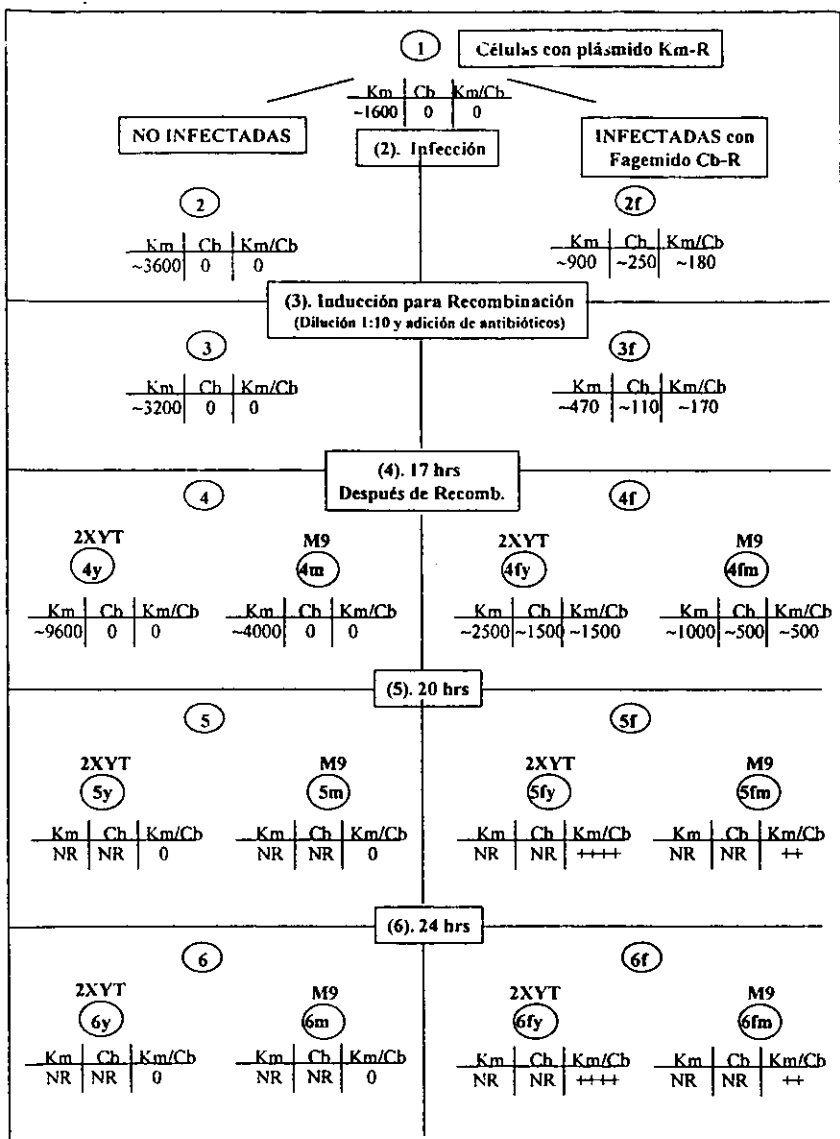 1 Células con plásmido Km-R
Km Cb Km/Cb
~1600 0 0
NO INFECTADAS
(2). Infección
INFECTADAS con
Fagemido Cb-R
2
Km Cb Km/Cb
~3600 0 0
2f
Km Cb Km/Cb
~900 ~250 ~180
(3). Inducción para Recombinación
(Dilución 1:10 y adición de antibióticos)
3
Km Cb Km/Cb
~3200 0 0
3f
Km Cb Km/Cb
~470 ~110 ~170
(4). 17 hrs
Después de Recomb.
4
2XYT M9
4y 4m
Km Cb Km/Cb Km Cb Km/Cb
~9600 0 0 ~4000 0 0
4f
2XYT M9
4fy 4fm
Km Cb Km/Cb Km Cb Km/Cb
~2500 ~1500 ~1500 ~1000 ~500 ~500
(5). 20 hrs
5
2XYT M9
5y 5m
Km Cb Km/Cb Km Cb Km/Cb
NR NR 0 NR NR 0
5f
2XYT M9
5fy 5fm
Km Cb Km/Cb Km Cb Km/Cb
NR NR ++++ NR NR ++
(6). 24 hrs
6
2XYT M9
6y 6m
Km Cb Km/Cb Km Cb Km/Cb
NR NR 0 NR NR 0
6f
2XYT M9
6fy 6fm
Km Cb Km/Cb Km Cb Km/Cb
NR NR ++++ NR NR ++